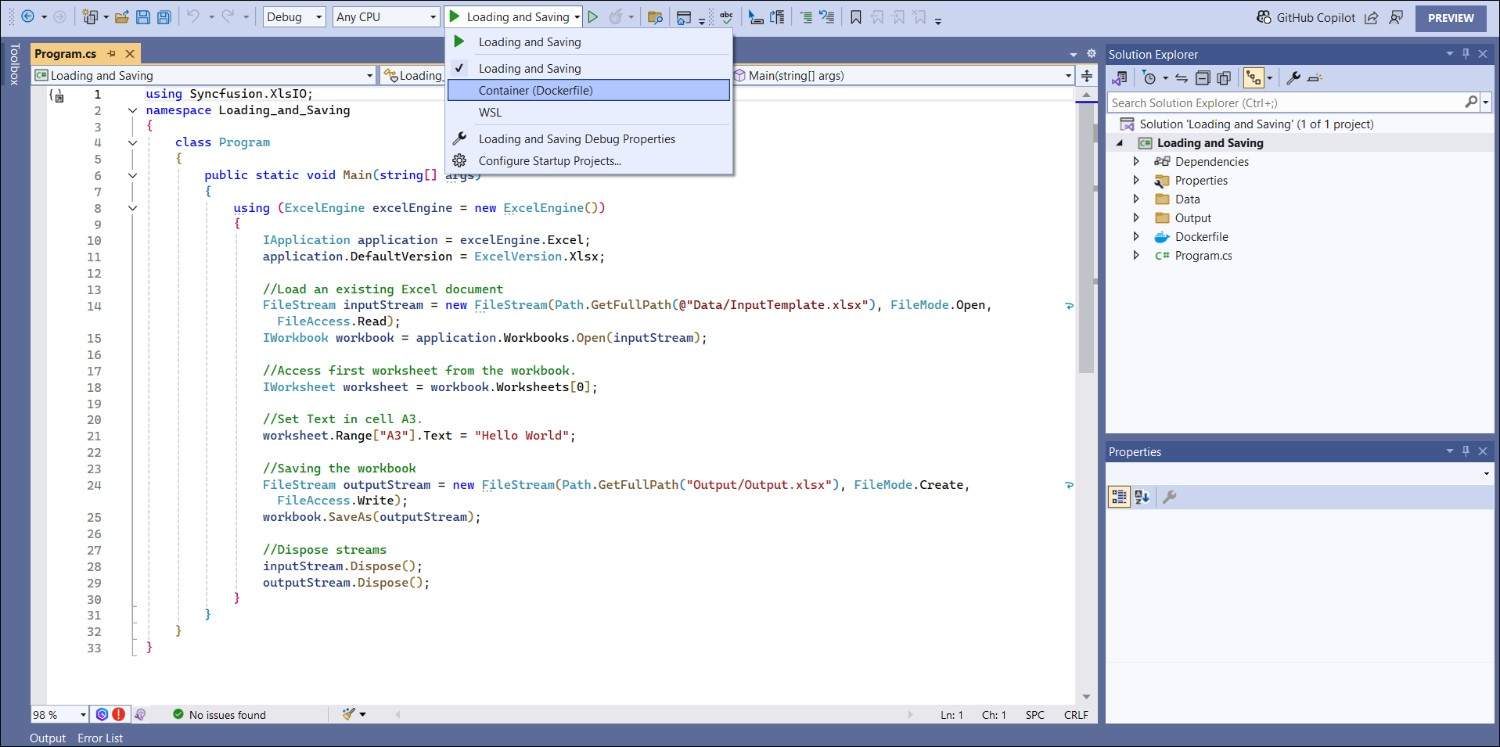 Debug
Any CPU
Loading and Saving
GitHub Copilot
PREVIEW
Toolbox
Program.cs
Loading and Saving
Loading_
Main(string[] args)
Loading and Saving
Loading and Saving
Container (Dockerfile)
WSL
Loading and Saving Debug Properties
Configure Startup Projects...
1 using Syncfusion.XlsIO;
2 namespace Loading_and_Saving
3 {
4 class Program
5 {
6 public static void Main(string[] args)
7 {
8 using (ExcelEngine excelEngine = new ExcelEngine())
9 {
10 IApplication application = excelEngine.Excel;
11 application.DefaultVersion = ExcelVersion.Xlsx;
12
13 //Load an existing Excel document
14 FileStream inputStream = new FileStream(Path.GetFullPath(@"Data/InputTemplate.xlsx"), FileMode.Open,
FileAccess.Read);
15 IWorkbook workbook = application.Workbooks.Open(inputStream);
16
17 //Access first worksheet from the workbook.
18 IWorksheet worksheet = workbook.Worksheets[0];
19
20 //Set Text in cell A3.
21 worksheet.Range["A3"].Text = "Hello World";
22
23 //Saving the workbook
24 FileStream outputStream = new FileStream(Path.GetFullPath("Output/Output.xlsx"), FileMode.Create,
FileAccess.Write);
25 workbook.SaveAs(outputStream);
26
27 //Dispose streams
28 inputStream.Dispose();
29 outputStream.Dispose();
30 }
31 }
32 }
33 }
98 %
No issues found
Ln: 1
Ch: 1
SPC
CRLF
Output
Error List
Solution Explorer
Search Solution Explorer (Ctrl+;)
Solution 'Loading and Saving' (1 of 1 project)
Loading and Saving
Dependencies
Properties
Data
Output
Dockerfile
C# Program.cs
Properties